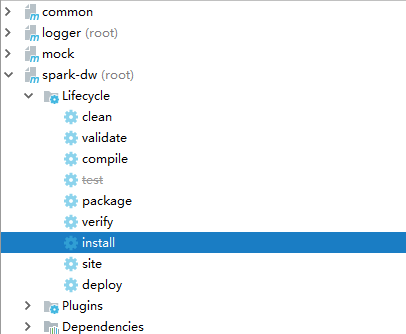 common
logger (root)
mock
spark-dw (root)
Lifecycle
clean
validate
compile
test
package
verify
install
site
deploy
Plugins
Dependencies